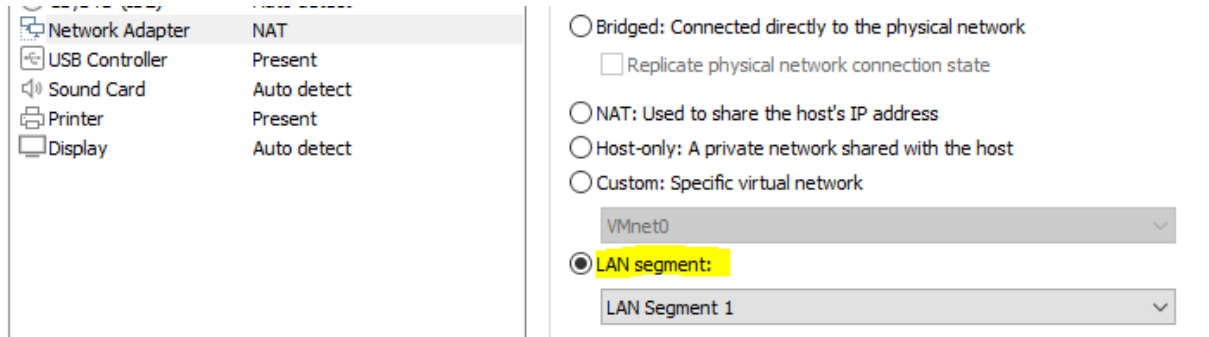 Network Adapter NAT
USB Controller Present
Sound Card Auto detect
Printer Present
Display Auto detect
Bridged: Connected directly to the physical network
Replicate physical network connection state
NAT: Used to share the host's IP address
Host-only: A private network shared with the host
Custom: Specific virtual network
VMnet0
LAN segment:
LAN Segment 1